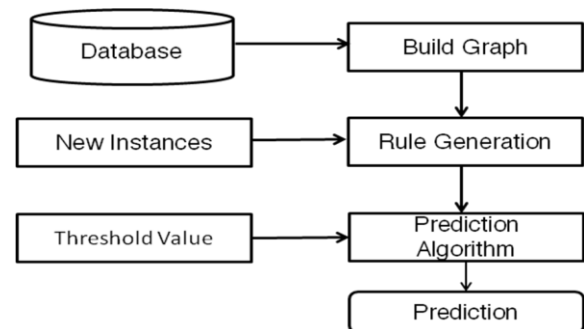 Database
Build Graph
New Instances
Rule Generation
Threshold Value
Prediction
Algorithm
Prediction